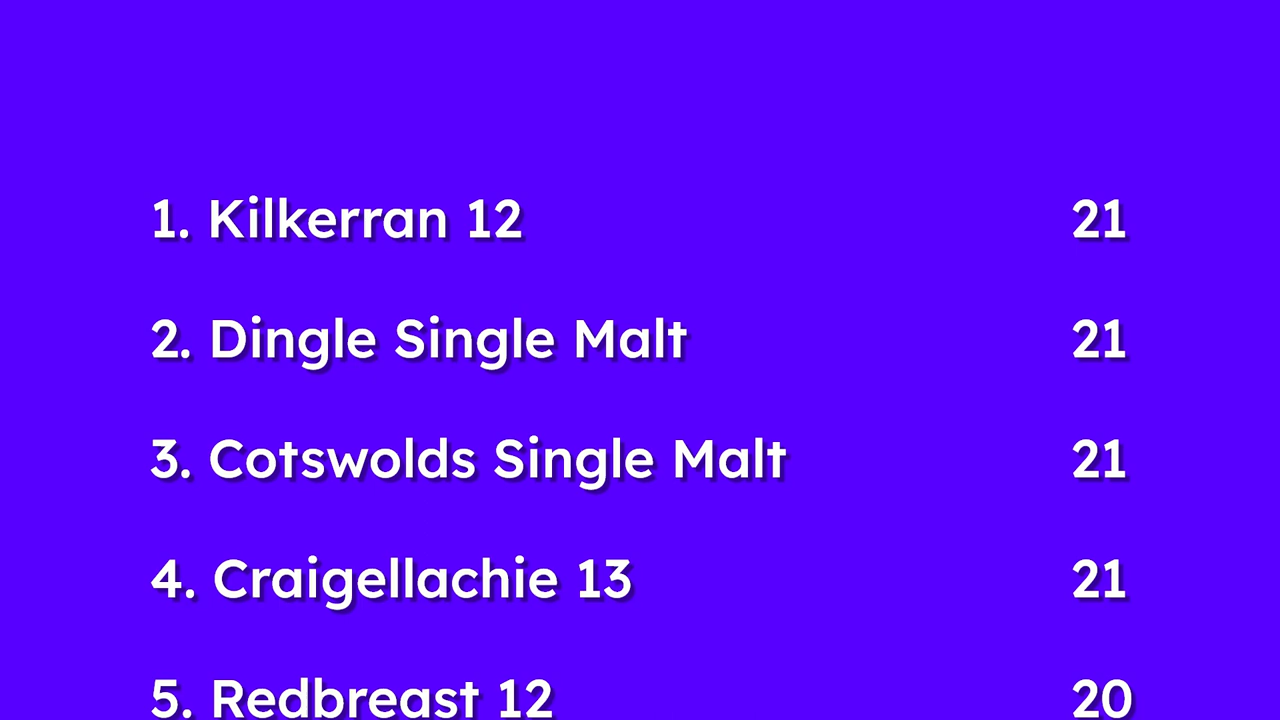 1. Kilkerran 12 21
2. Dingle Single Malt 21
3. Cotswolds Single Malt 21
4. Craigellachie 13 21
5. Redbreast 12 20